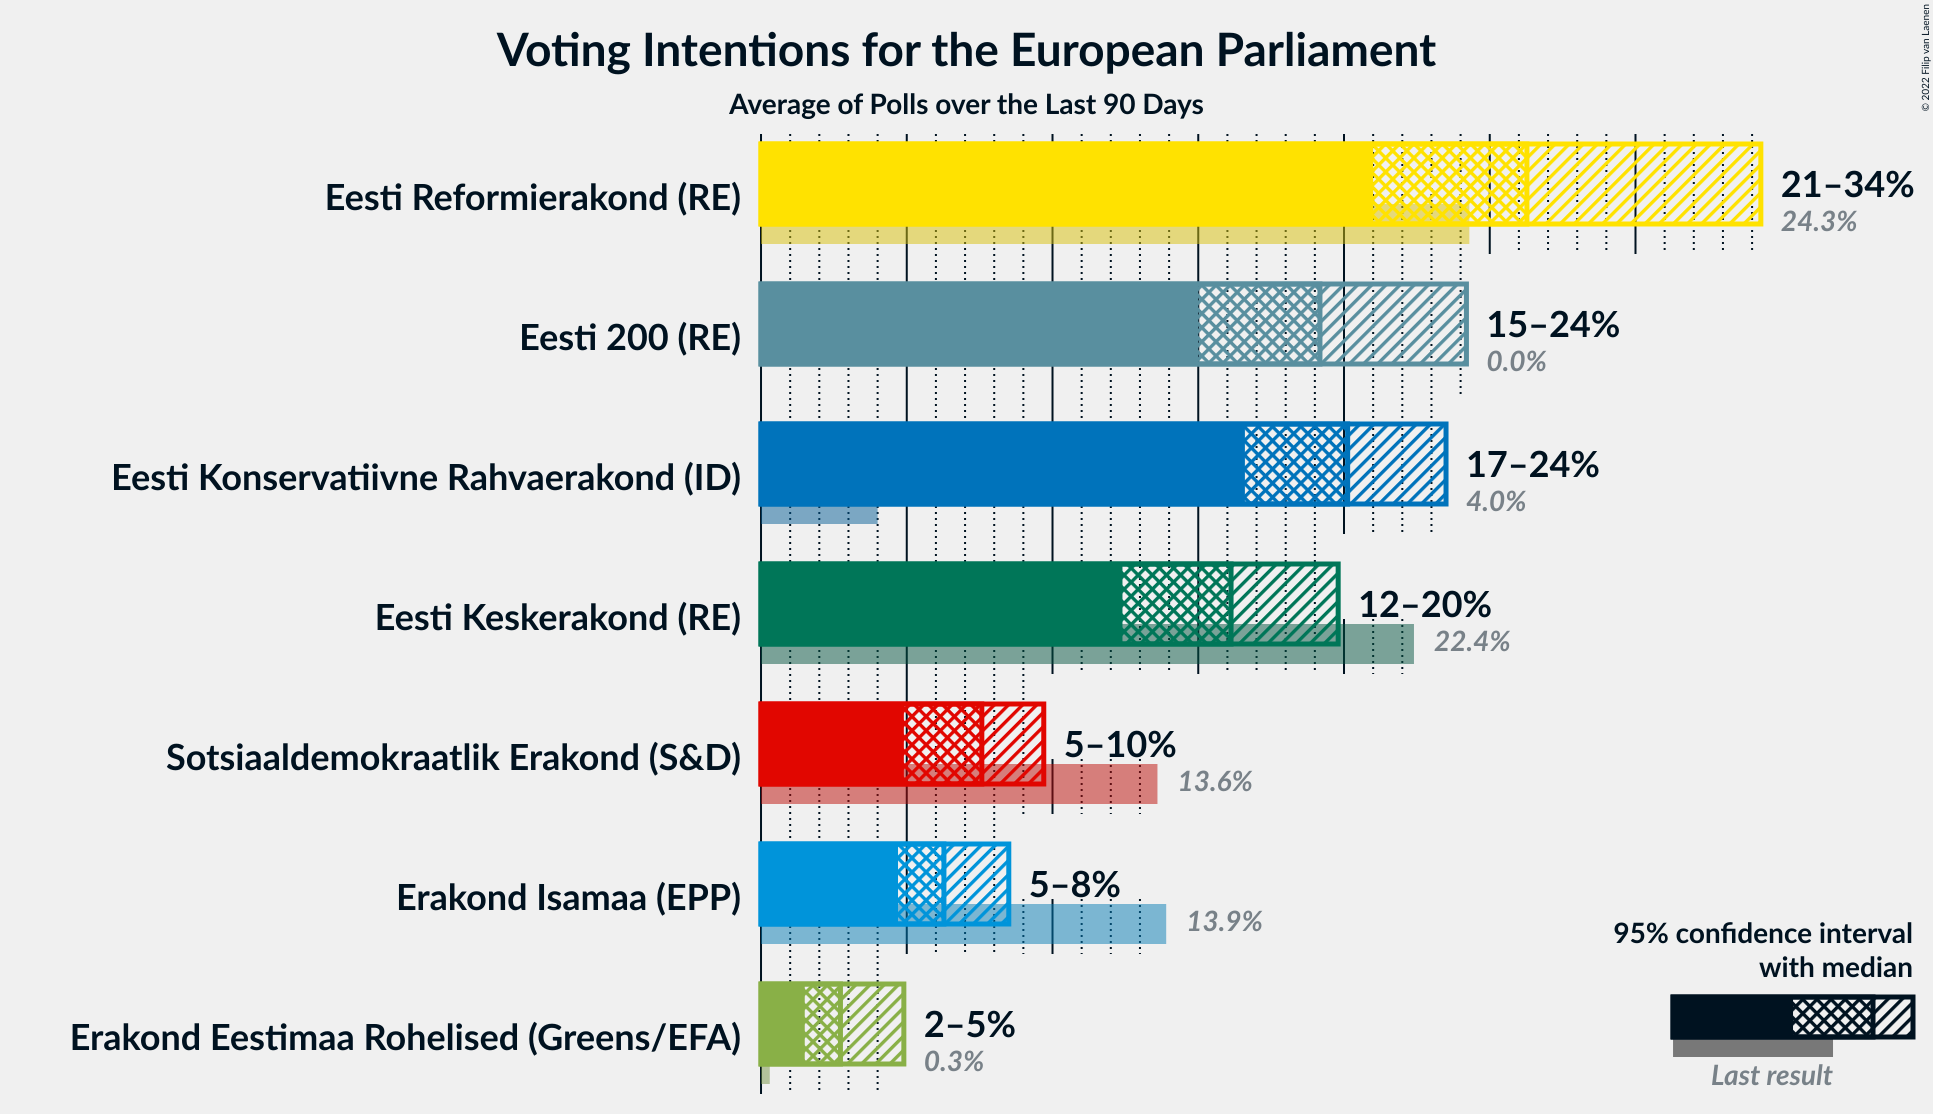 Voting Intentions for the European Parliament
Average of Polls over the Last 90 Days
© 2022 Filip van Laenen
Eesti Reformierakond (RE)
21–34%
24.3%
Eesti 200 (RE)
15–24%
0.0%
Eesti Konservatiivne Rahvaerakond (ID)
17–24%
4.0%
Eesti Keskerakond (RE)
12–20%
22.4%
Sotsiaaldemokraatlik Erakond (S&D)
5–10%
13.6%
Erakond Isamaa (EPP)
5–8%
13.9%
Erakond Eestimaa Rohelised (Greens/EFA)
2–5%
0.3%
95% confidence interval
with median
Last result